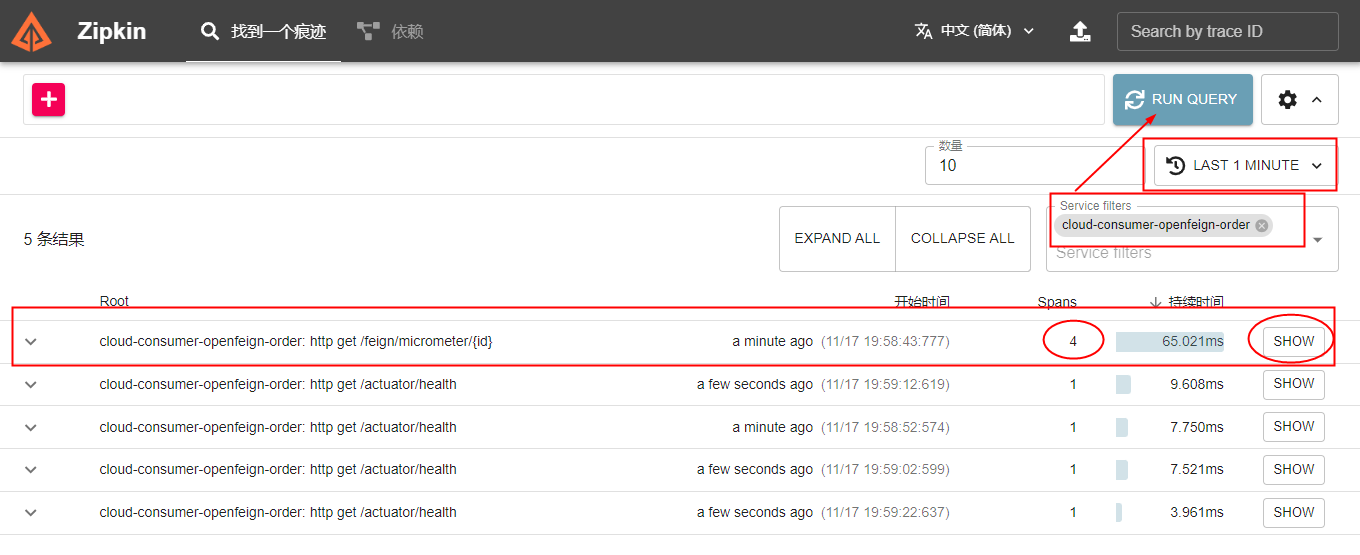 Zipkin 找到一个痕迹 依赖 中文 (简体) Search by trace ID
RUN QUERY
数量
10
LAST 1 MINUTE
Service filters
cloud-consumer-openfeign-order
Service filters
5 条结果
EXPAND ALL COLLAPSE ALL
Root 开始时间 Spans 持续时间
cloud-consumer-openfeign-order: http get /feign/micrometer/{id} a minute ago (11/17 19:58:43:777) 4 65.021ms SHOW
cloud-consumer-openfeign-order: http get /actuator/health a few seconds ago (11/17 19:59:12:619) 1 9.608ms SHOW
cloud-consumer-openfeign-order: http get /actuator/health a minute ago (11/17 19:58:52:574) 1 7.750ms SHOW
cloud-consumer-openfeign-order: http get /actuator/health a few seconds ago (11/17 19:59:02:599) 1 7.521ms SHOW
cloud-consumer-openfeign-order: http get /actuator/health a few seconds ago (11/17 19:59:22:637) 1 3.961ms SHOW